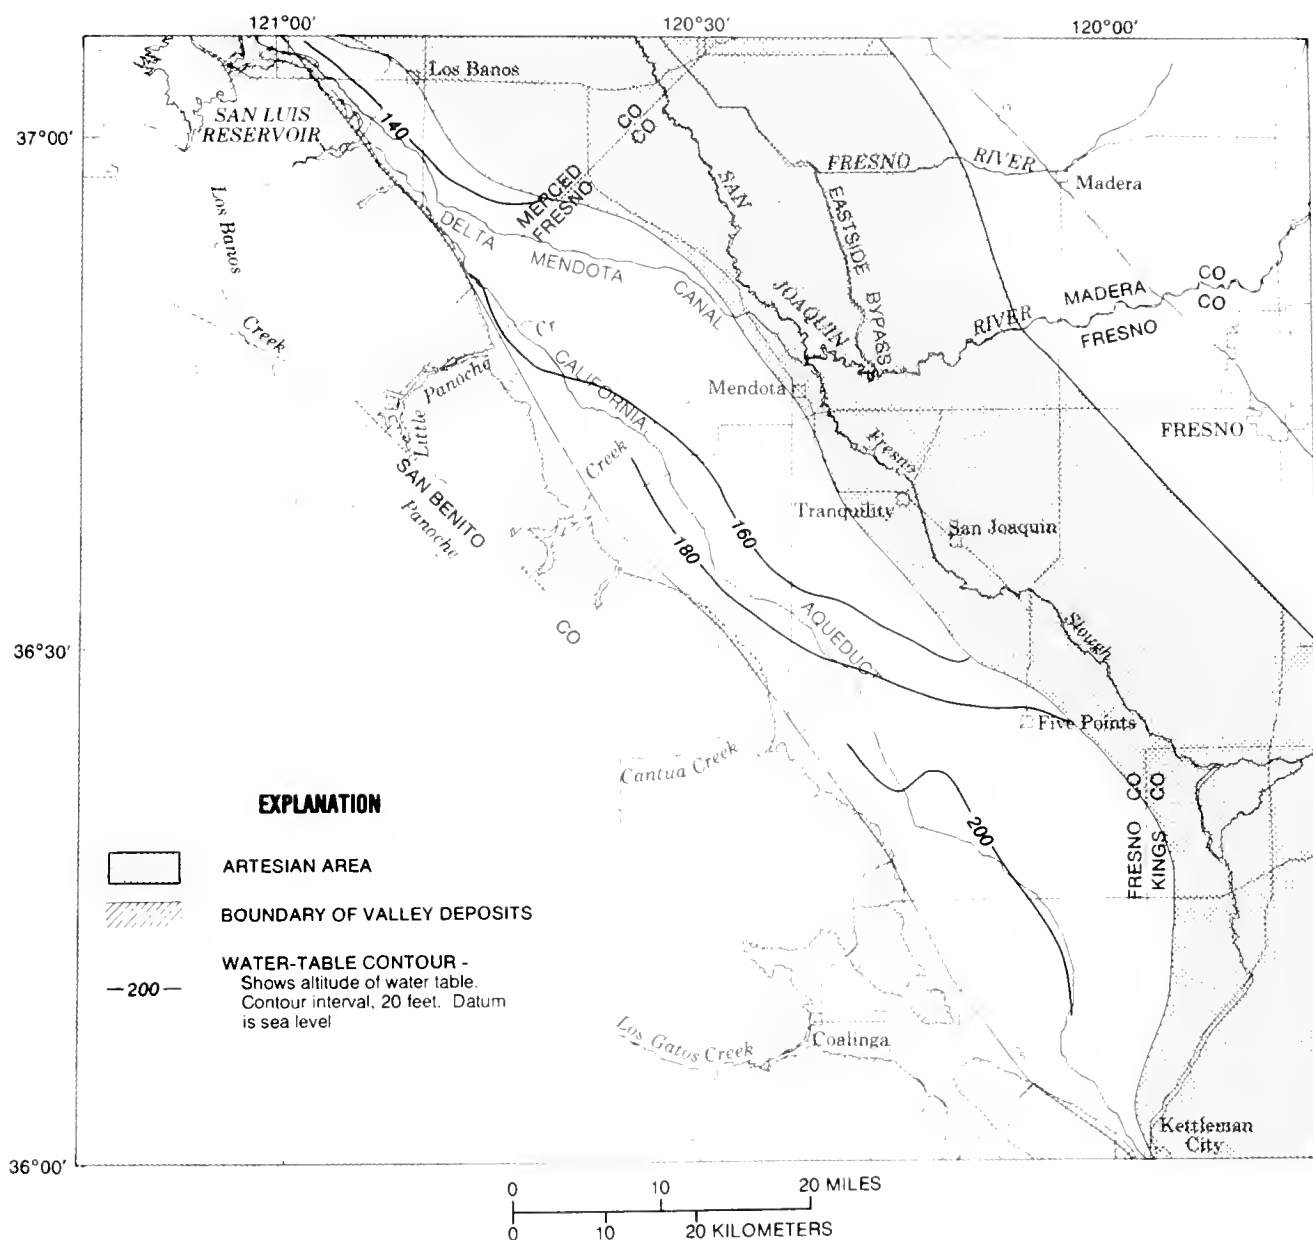 121°00'
120°30'
120°00'
37°00'
36°30'
36°00'
Los Banos
SAN LUIS
RESERVOIR
140
CO
CO
MERCED
FRESNO
SAN
JOAQUIN
RIVER
FRESNO RIVER
Madera
EASTSIDE BYPASS
Los Banos
Creek
DELTA
MENDOTA
CANAL
MADERA CO
FRESNO CO
Cr
CALIFORNIA
Little Panoche
Mendota
FRESNO
Fresno
SAN BENITO
CO
Panoche
Creek
Tranquility
San Joaquin
160
180
AQUEDUCT
Slough
Five Points
Cantua Creek
200
FRESNO CO
KINGS CO
EXPLANATION
ARTESIAN AREA
BOUNDARY OF VALLEY DEPOSITS
—200—
WATER-TABLE CONTOUR -
Shows altitude of water table.
Contour interval, 20 feet. Datum
is sea level
Los Gatos Creek
Coalinga
Kettleman
City
0 10 20 MILES
0 10 20 KILOMETERS